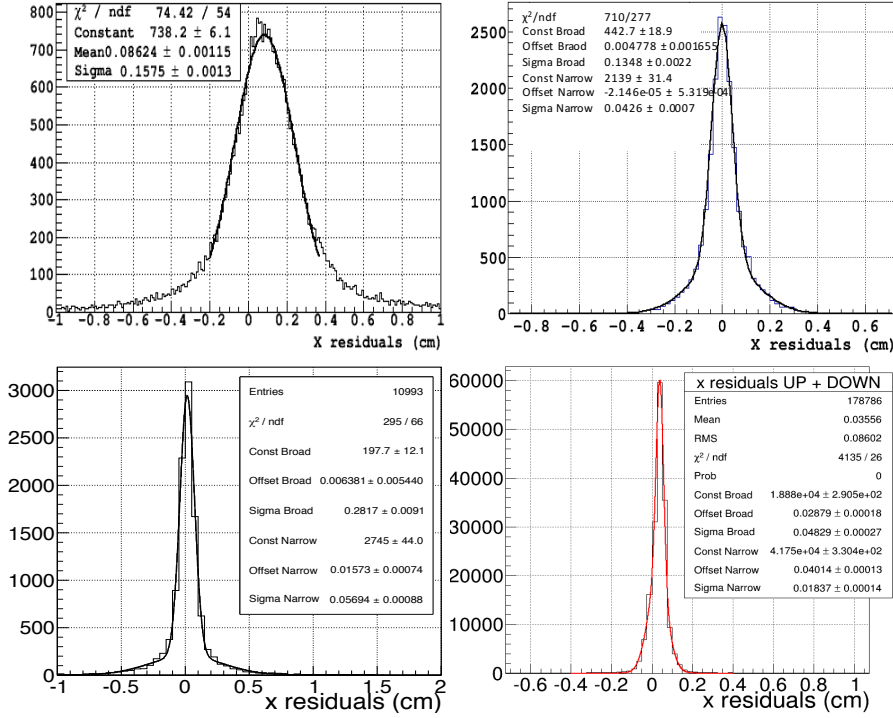 χ² / ndf 74.42 / 54
Constant 738.2 ± 6.1
Mean0.08624 ± 0.00115
Sigma 0.1575 ± 0.0013
800
700
600
500
400
300
200
100
0
-1 -0.8 -0.6 -0.4 -0.2 0 0.2 0.4 0.6 0.8 1
X residuals (cm)
χ²/ndf 710/277
Const Broad 442.7 ± 18.9
Offset Braod 0.004778 ± 0.001655
Sigma Broad 0.1348 ± 0.0022
Const Narrow 2139 ± 31.4
Offset Narrow -2.146e-05 ± 5.319e-04
Sigma Narrow 0.0426 ± 0.0007
2500
2000
1500
1000
500
0
-0.8 -0.6 -0.4 -0.2 0 0.2 0.4 0.6
X residuals (cm)
Entries 10993
χ² / ndf 295 / 66
Const Broad 197.7 ± 12.1
Offset Broad 0.006381 ± 0.005440
Sigma Broad 0.2817 ± 0.0091
Const Narrow 2745 ± 44.0
Offset Narrow 0.01573 ± 0.00074
Sigma Narrow 0.05694 ± 0.00088
3000
2500
2000
1500
1000
500
0
-1 -0.5 0 0.5 1 1.5 2
x residuals (cm)
x residuals UP + DOWN
Entries 178786
Mean 0.03556
RMS 0.08602
χ² / ndf 4135 / 26
Prob 0
Const Broad 1.888e+04 ± 2.905e+02
Offset Broad 0.02879 ± 0.00018
Sigma Broad 0.04829 ± 0.00027
Const Narrow 4.175e+04 ± 3.304e+02
Offset Narrow 0.04014 ± 0.00013
Sigma Narrow 0.01837 ± 0.00014
60000
50000
40000
30000
20000
10000
0
-0.6 -0.4 -0.2 0 0.2 0.4 0.6 0.8 1
x residuals (cm)